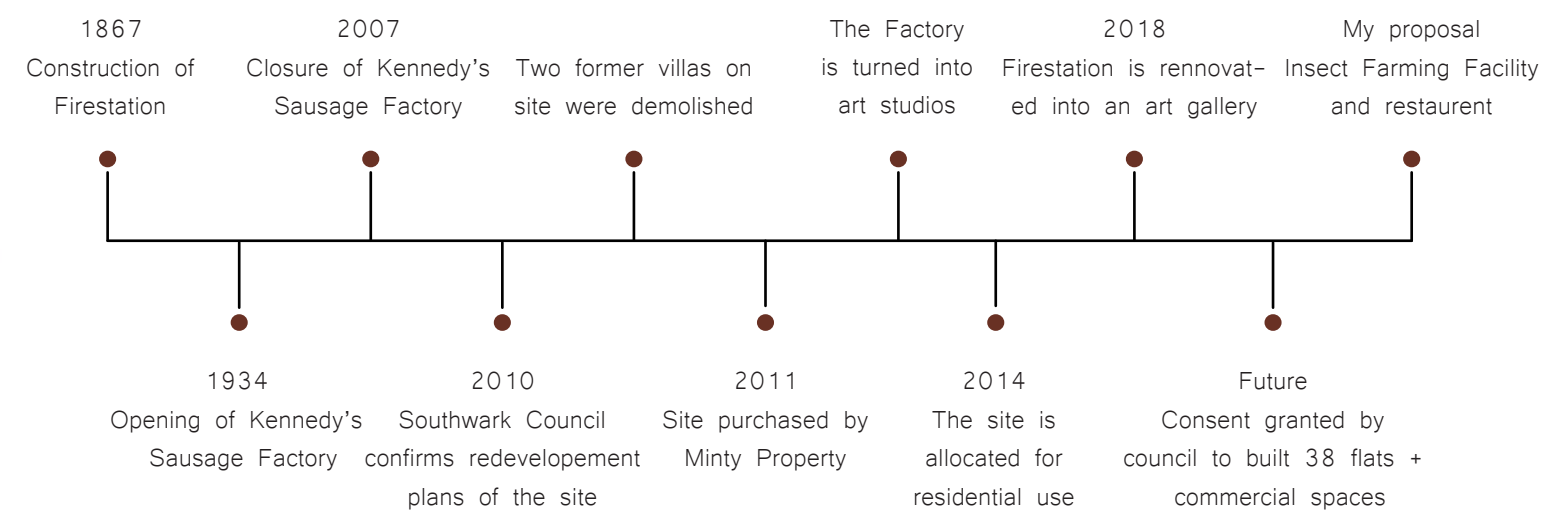 1867
Construction of
Firestation
1934
Opening of Kennedy's
Sausage Factory
2007
Closure of Kennedy's
Sausage Factory
2010
Southwark Council
confirms redevelopement
plans of the site
Two former villas on
site were demolished
2011
Site purchased by
Minty Property
The Factory
is turned into
art studios
2014
The site is
allocated for
residential use
2018
Firestation is rennovat-
ed into an art gallery
Future
Consent granted by
council to built 38 flats +
commercial spaces
My proposal
Insect Farming Facility
and restaurent